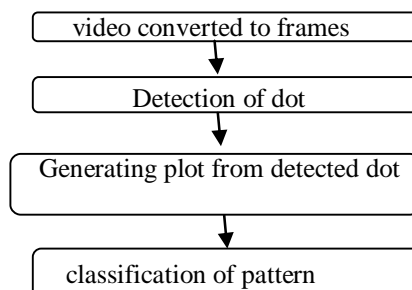 video converted to frames
Detection of dot
Generating plot from detected dot
classification of pattern